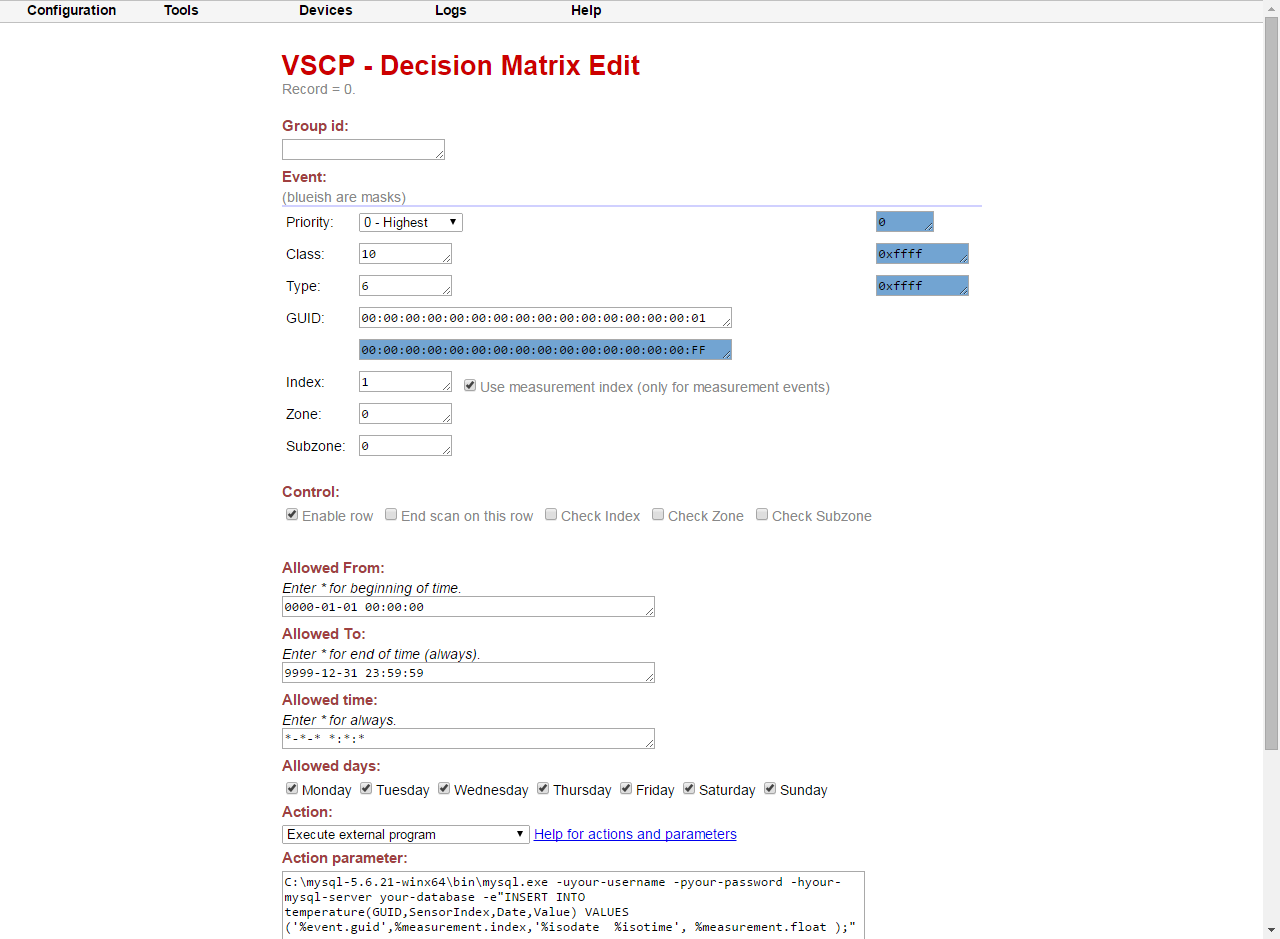 Configuration Tools Devices Logs Help
VSCP - Decision Matrix Edit
Record = 0.
Group id:
Event:
(blueish are masks)
Priority: 0 - Highest 0
Class: 10 0xffff
Type: 6 0xffff
GUID: 00:00:00:00:00:00:00:00:00:00:00:00:00:00:00:01
00:00:00:00:00:00:00:00:00:00:00:00:00:00:00:FF
Index: 1 Use measurement index (only for measurement events)
Zone: 0
Subzone: 0
Control:
Enable row End scan on this row Check Index Check Zone Check Subzone
Allowed From:
Enter * for beginning of time.
0000-01-01 00:00:00
Allowed To:
Enter * for end of time (always).
9999-12-31 23:59:59
Allowed time:
Enter * for always.
*-*-* *:*:*
Allowed days:
Monday Tuesday Wednesday Thursday Friday Saturday Sunday
Action:
Execute external program Help for actions and parameters
Action parameter:
C:\mysql-5.6.21-winx64\bin\mysql.exe -uyour-username -pyour-password -hyour-
mysql-server your-database -e"INSERT INTO
temperature(GUID,SensorIndex,Date,Value) VALUES
('%event.guid',%measurement.index,'%isodate  %isotime', %measurement.float );"